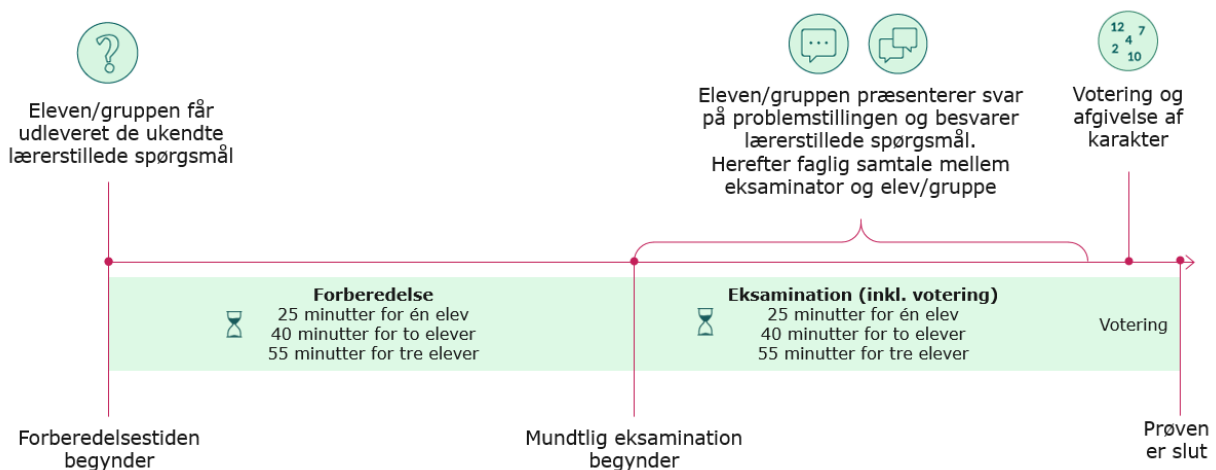 Eleven/gruppen får
udleveret de ukendte
lærerstillede spørgsmål
Eleven/gruppen præsenterer svar
på problemstillingen og besvarer
lærerstillede spørgsmål.
Herefter faglig samtale mellem
eksaminator og elev/gruppe
12
7
4
2
10
Votering og
afgivelse af
karakter
Forberedelse
25 minutter for én elev
40 minutter for to elever
55 minutter for tre elever
Eksamination (inkl. votering)
25 minutter for én elev
40 minutter for to elever
55 minutter for tre elever
Votering
Forberedelsestiden
begynder
Mundtlig eksamination
begynder
Prøven
er slut